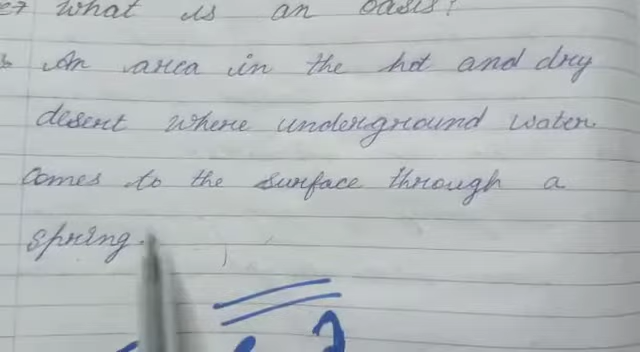 What is an oasis?
An area in the hot and dry
desert where underground water
comes to the surface through a
spring.